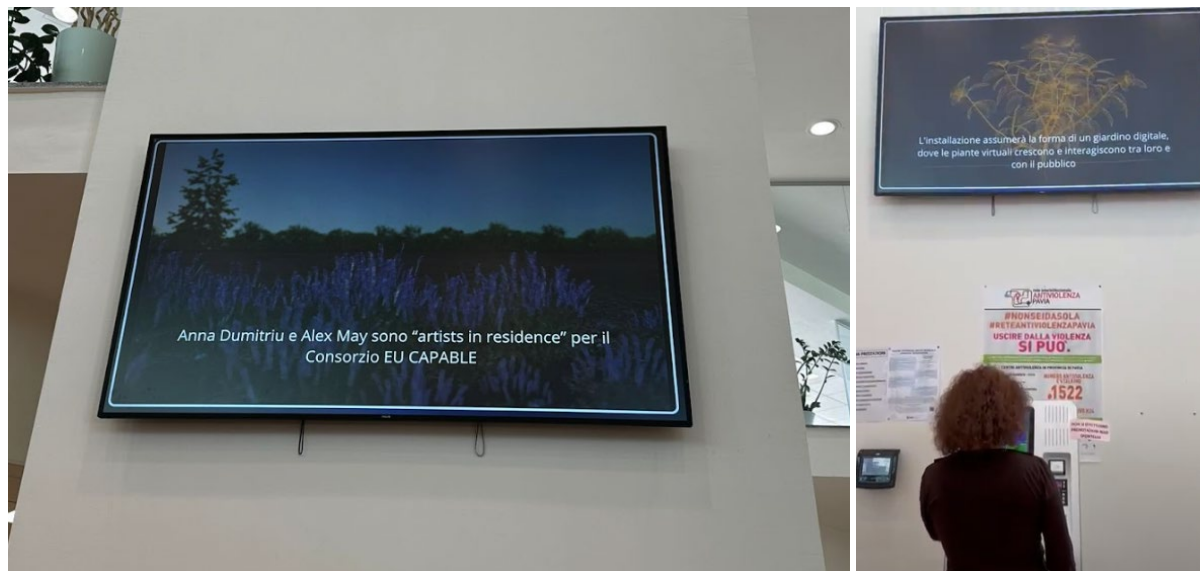 Anna Dumitriu e Alex May sono “artists in residence” per il
Consorzio EU CAPABLE
L'installazione assumerà la forma di un giardino digitale,
dove le piante virtuali crescono e interagiscono tra loro e
con il pubblico
ANTIVIOLENZA
PAVIA
#NONSEIDASOLA
#RETEANTIVIOLENZAPAVIA
USCIRE DALLA VIOLENZA
SI PUÒ.
1522